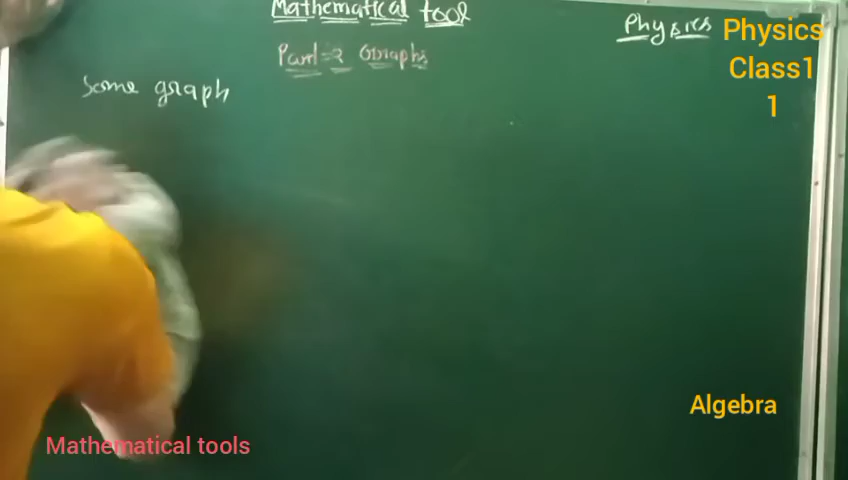 Mathematical tool
Physics
Part-2 Graphs
Some graph
Physics
Class1
1
Algebra
Mathematical tools